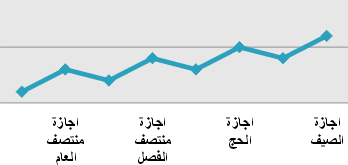 اجازة منتصف العام
اجازة منتصف الفصل
اجازة الحج
اجازة الصيف